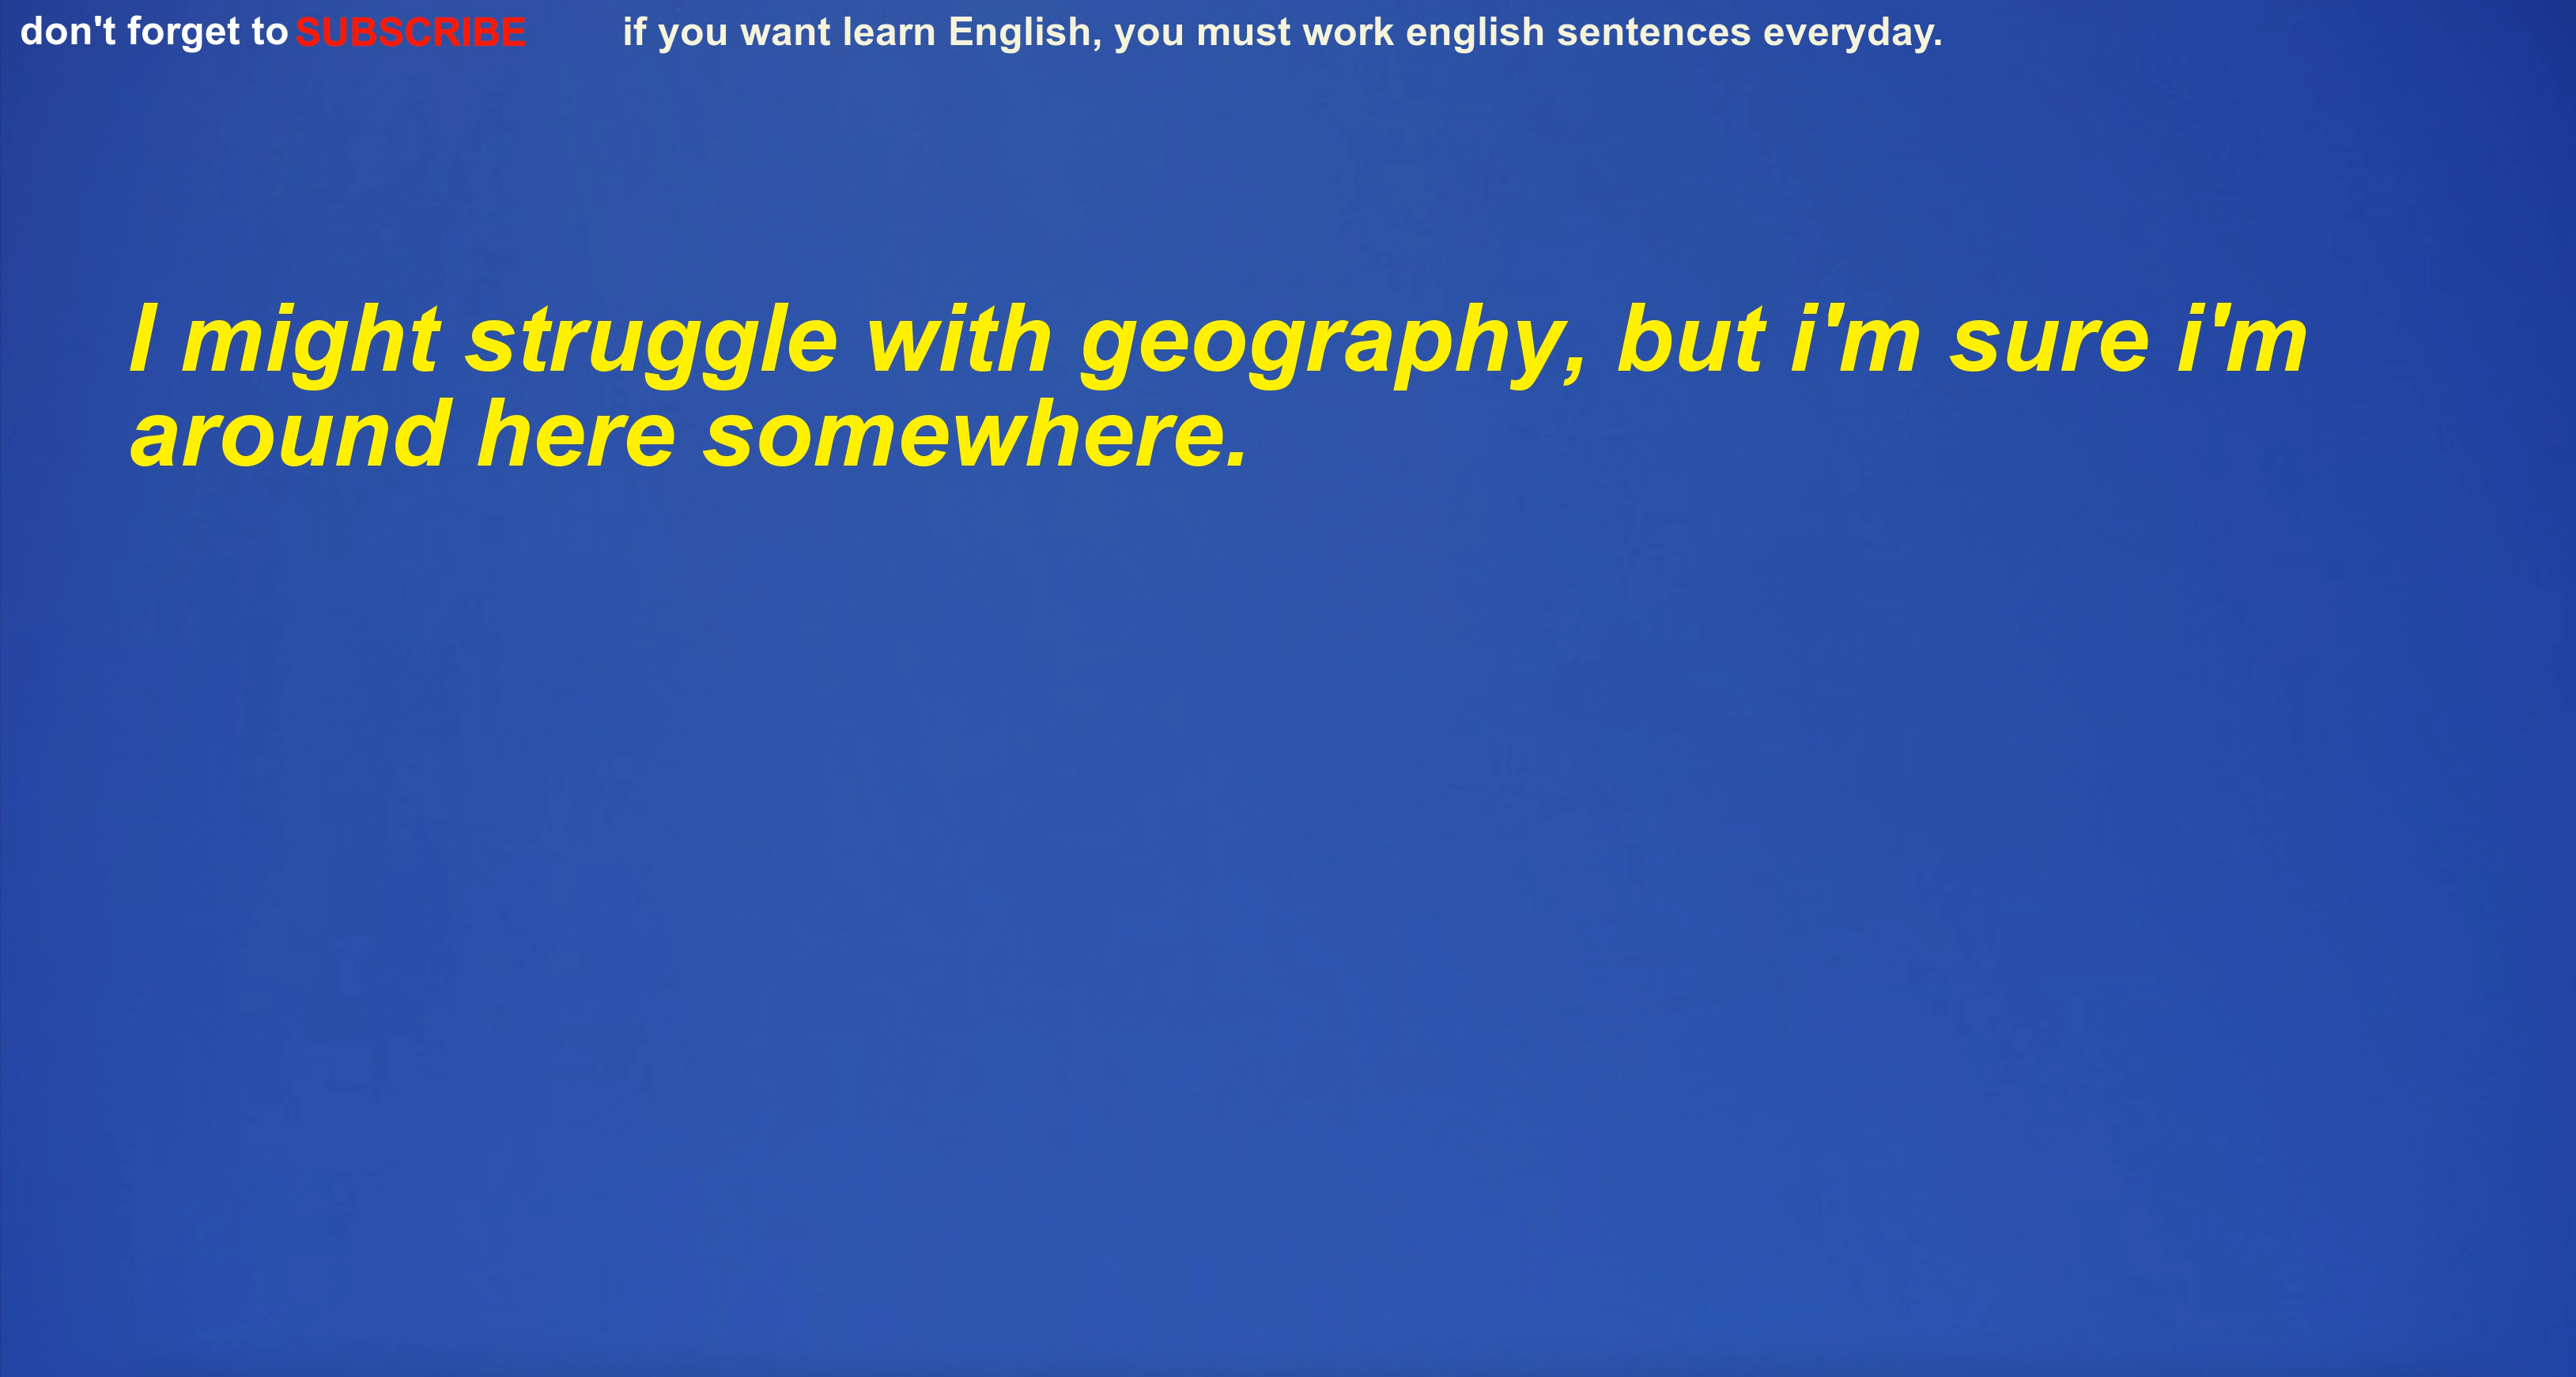 don't forget to SUBSCRIBE if you want learn English, you must work english sentences everyday.
I might struggle with geography, but i'm sure i'm
around here somewhere.